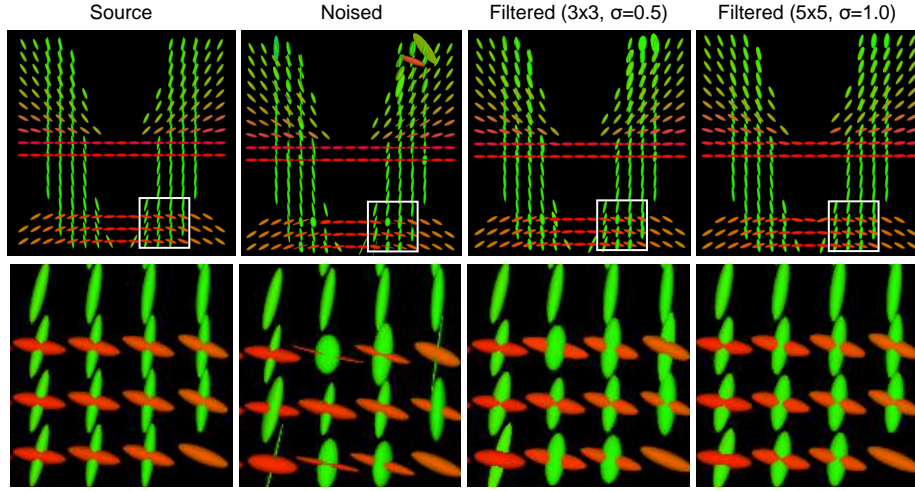 Source
Noised
Filtered (3x3, σ=0.5)
Filtered (5x5, σ=1.0)